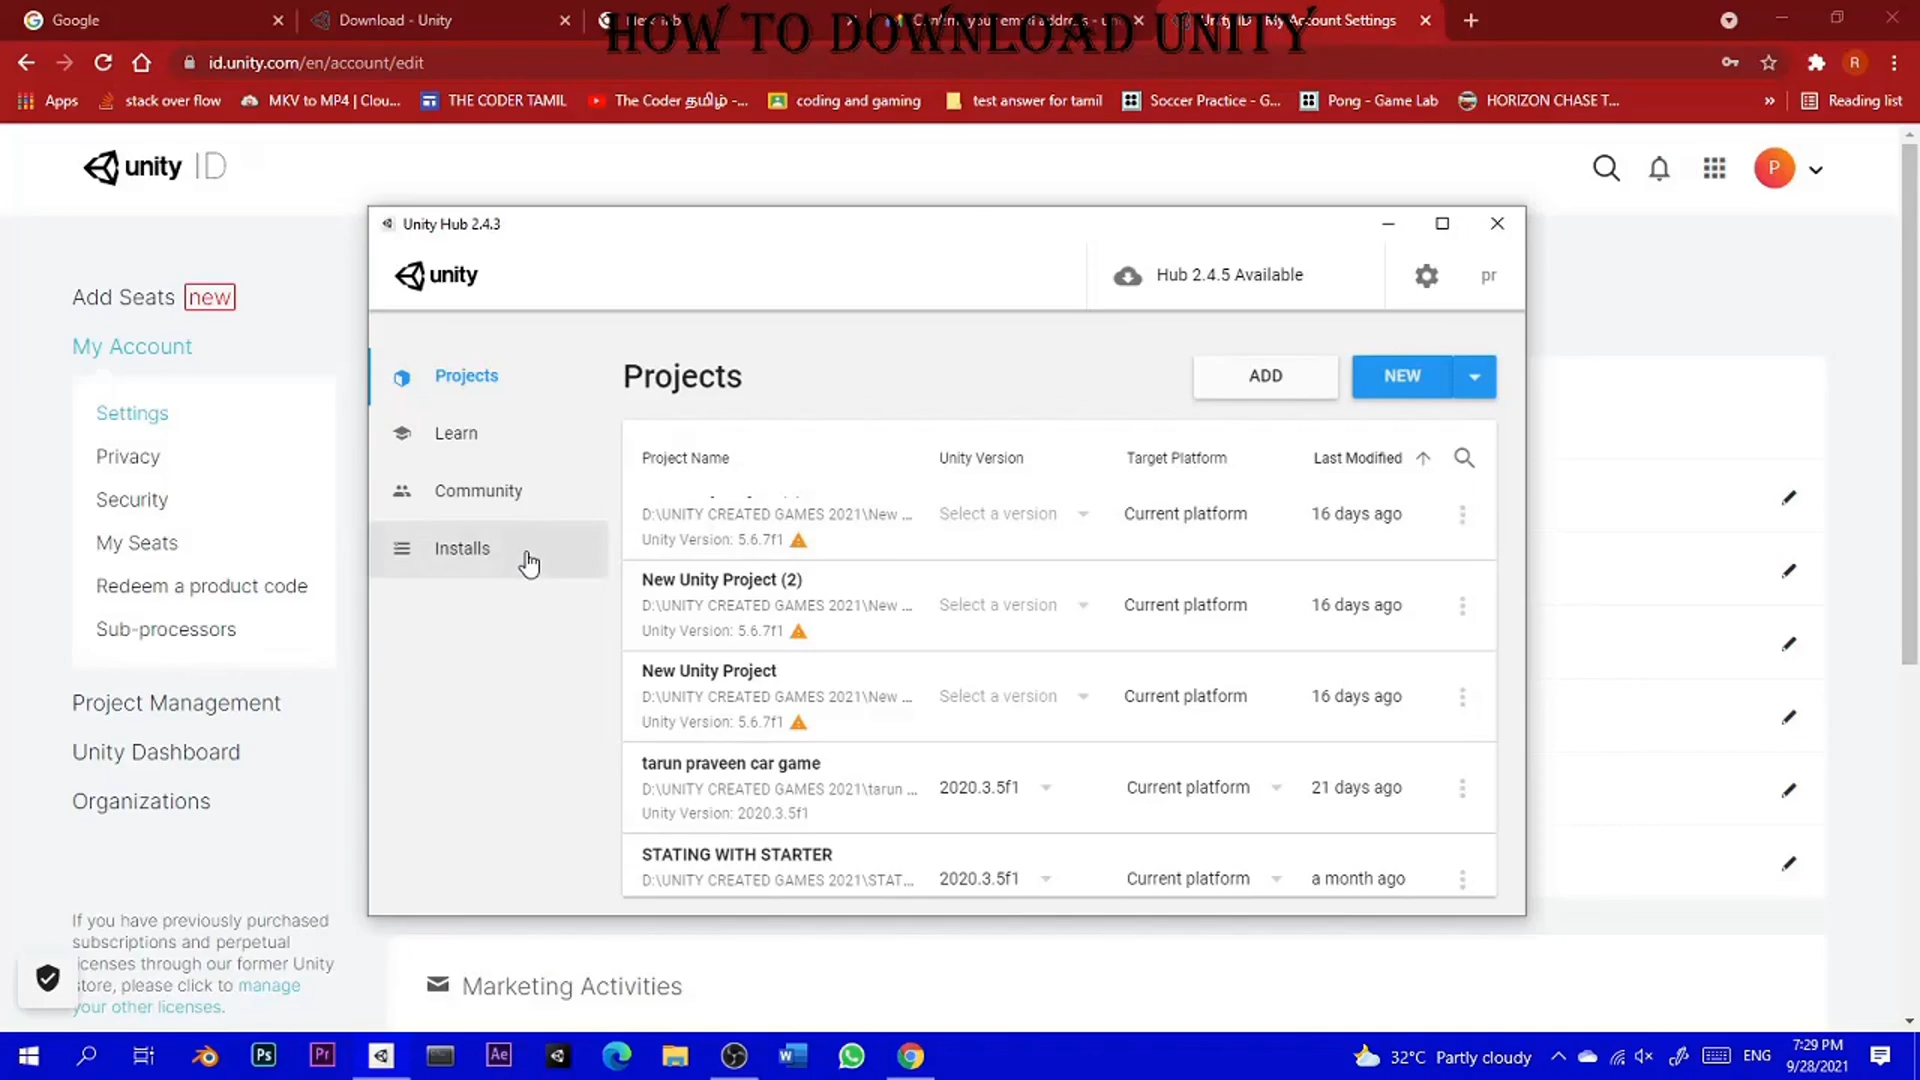 Google
Download - Unity
Unity ID - My Account Settings
HOW TO DOWNLOAD UNITY
id.unity.com/en/account/edit
R
Apps
stack over flow
MKV to MP4 | Clou...
THE CODER TAMIL
The Coder தமிழ் -...
coding and gaming
test answer for tamil
Soccer Practice - G...
Pong - Game Lab
HORIZON CHASE T...
»
Reading list
unity ID
P
Unity Hub 2.4.3
unity
Hub 2.4.5 Available
pr
Add Seats new
My Account
Settings
Privacy
Security
My Seats
Redeem a product code
Sub-processors
Project Management
Unity Dashboard
Organizations
If you have previously purchased
subscriptions and perpetual
licenses through our former Unity
store, please click to manage
your other licenses.
Projects
Learn
Community
Installs
Projects
ADD
NEW
Project Name
Unity Version
Target Platform
Last Modified
D:\UNITY CREATED GAMES 2021\New ...
Select a version
Current platform
16 days ago
Unity Version: 5.6.7f1
New Unity Project (2)
D:\UNITY CREATED GAMES 2021\New ...
Select a version
Current platform
16 days ago
Unity Version: 5.6.7f1
New Unity Project
D:\UNITY CREATED GAMES 2021\New ...
Select a version
Current platform
16 days ago
Unity Version: 5.6.7f1
tarun praveen car game
D:\UNITY CREATED GAMES 2021\tarun ...
2020.3.5f1
Current platform
21 days ago
Unity Version: 2020.3.5f1
STATING WITH STARTER
D:\UNITY CREATED GAMES 2021\STAT...
2020.3.5f1
Current platform
a month ago
Marketing Activities
Ps
Pr
Ae
32°C Partly cloudy
ENG
7:29 PM
9/28/2021